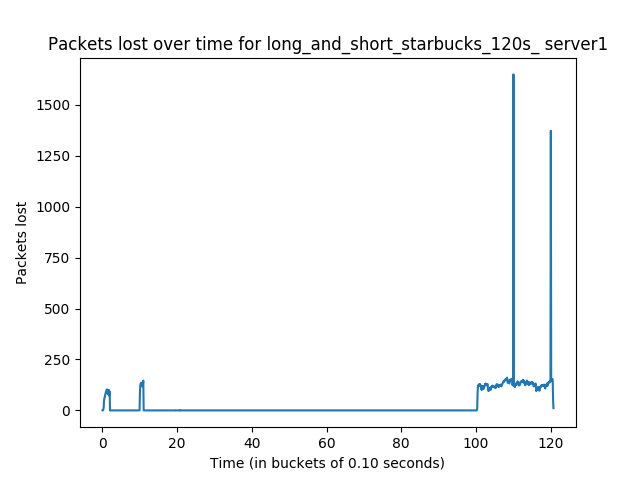 Packets lost over time for long_and_short_starbucks_120s_ server1
1500
1250
1000
750
500
250
0
Packets lost
0 20 40 60 80 100 120
Time (in buckets of 0.10 seconds)